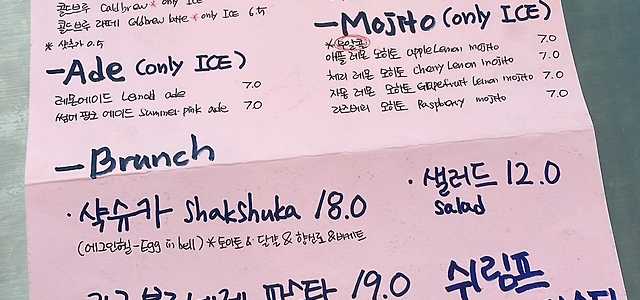 콜드브루 Coldbrew * only ICE
콜드브루 라떼 Coldbrew latte * only ICE 6.5
* 샷추가 0.5
- Ade (only ICE)
레몬에이드 Lemon ade 7.0
썸머 핑크 에이드 Summer pink ade 7.0
- Mojito (only ICE)
* 무알콜
애플 레몬 모히토 apple Lemon mojito 7.0
체리 레몬 모히토 cherry Lemon mojito 7.0
자몽 레몬 모히토 Grapefruit Lemon mojito 7.0
라즈베리 모히토 Raspberry mojito 7.0
- Brunch
· 샥슈카 shakshuka 18.0
(에그인헬 - Egg in hell) * 토마토 & 달걀 & 향신료 & 바게트
· 샐러드 12.0
salad
파스타 19.0
쉬림프